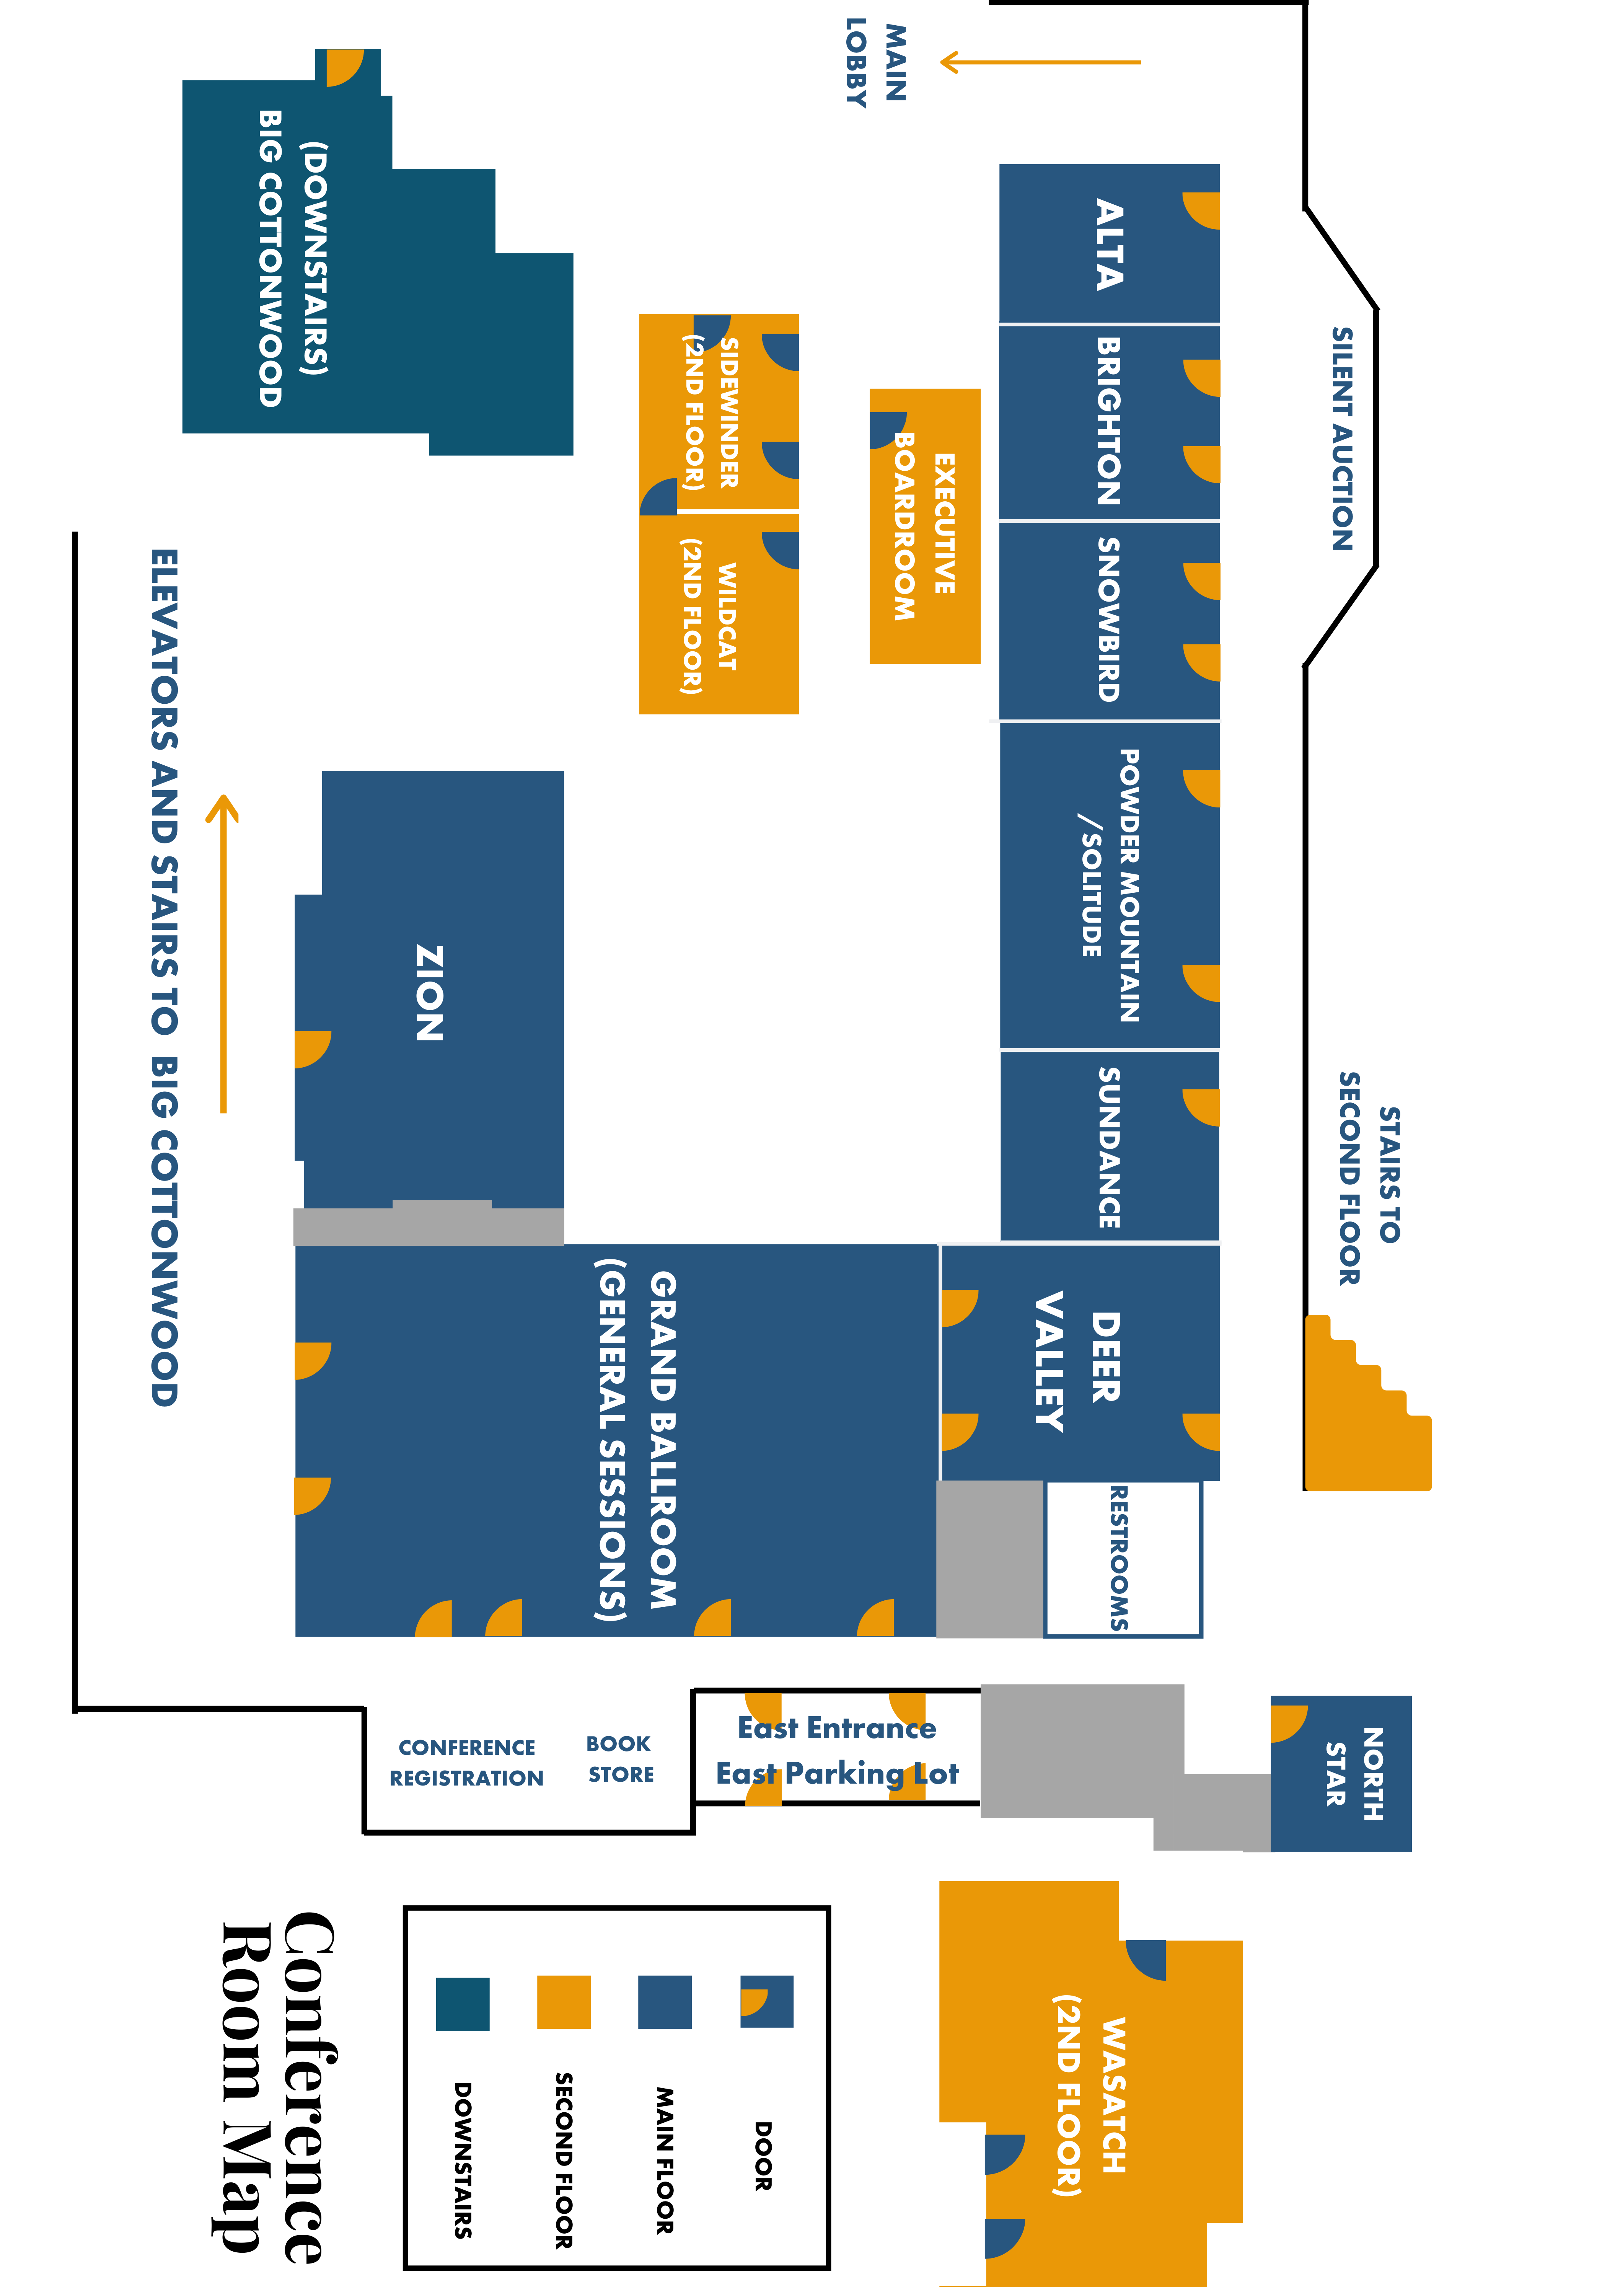 MAIN
LOBBY
SILENT AUCTION
STAIRS TO
SECOND FLOOR
ALTA
BRIGHTON
SNOWBIRD
POWDER MOUNTAIN
/SOLITUDE
SUNDANCE
DEER
VALLEY
RESTROOMS
NORTH
STAR
EXECUTIVE
BOARDROOM
SIDEWINDER
(2ND FLOOR)
WILDCAT
(2ND FLOOR)
(DOWNSTAIRS)
BIG COTTONWOOD
ZION
GRAND BALLROOM
(GENERAL SESSIONS)
ELEVATORS AND STAIRS TO BIG COTTONWOOD
CONFERENCE
REGISTRATION
BOOK
STORE
East Entrance
East Parking Lot
WASATCH
(2ND FLOOR)
DOOR
MAIN FLOOR
SECOND FLOOR
DOWNSTAIRS
Conference
Room Map